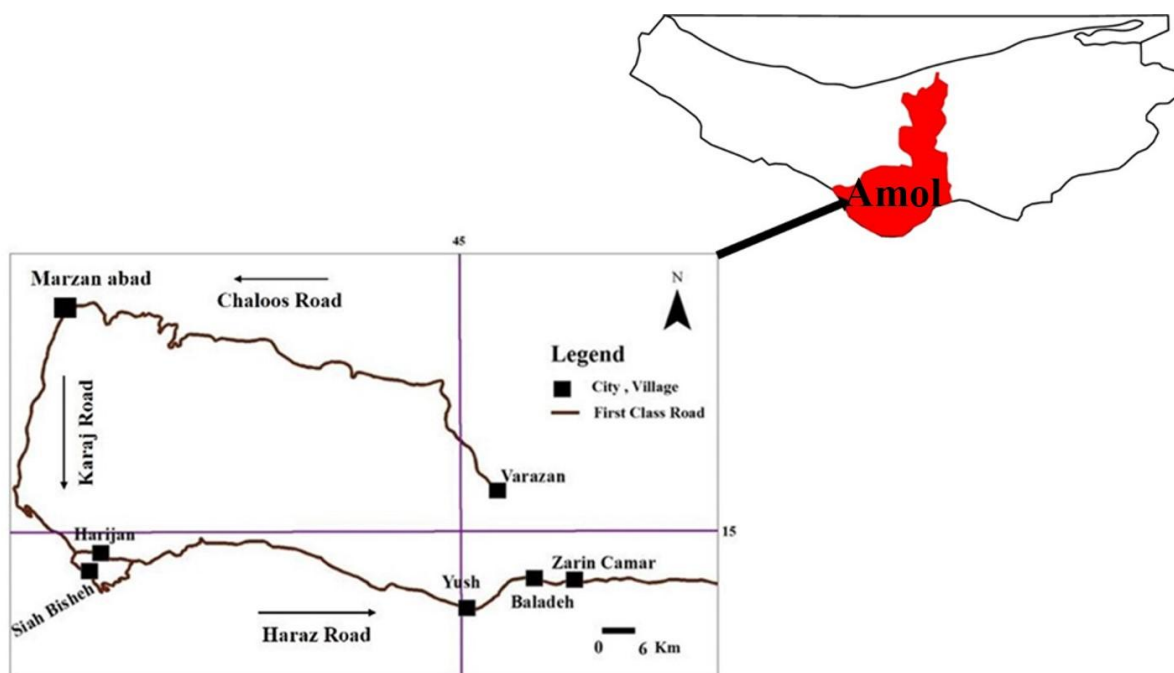 Amol
45
Marzan abad
Chaloos Road
N
Legend
City , Village
First Class Road
Karaj Road
Varazan
15
Harijan
Siah Bisheh
Yush
Zarin Camar
Baladeh
Haraz Road
0 6 Km